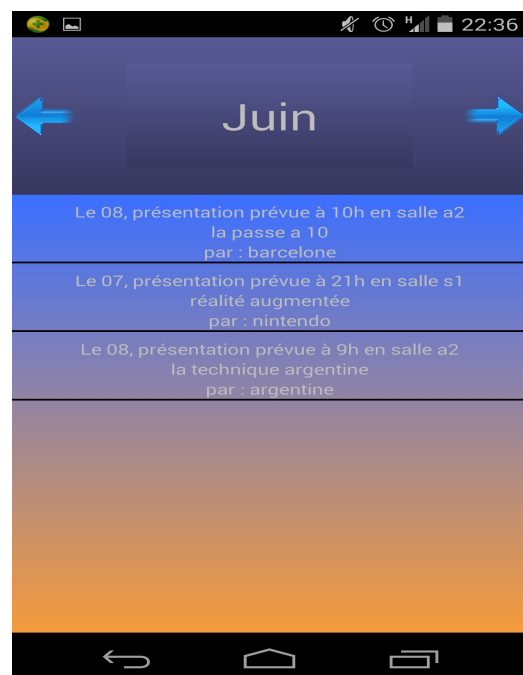 H 22:36
Juin
Le 08, présentation prévue à 10h en salle a2
la passe a 10
par : barcelone
Le 07, présentation prévue à 21h en salle s1
réalité augmentée
par : nintendo
Le 08, présentation prévue à 9h en salle a2
la technique argentine
par : argentine